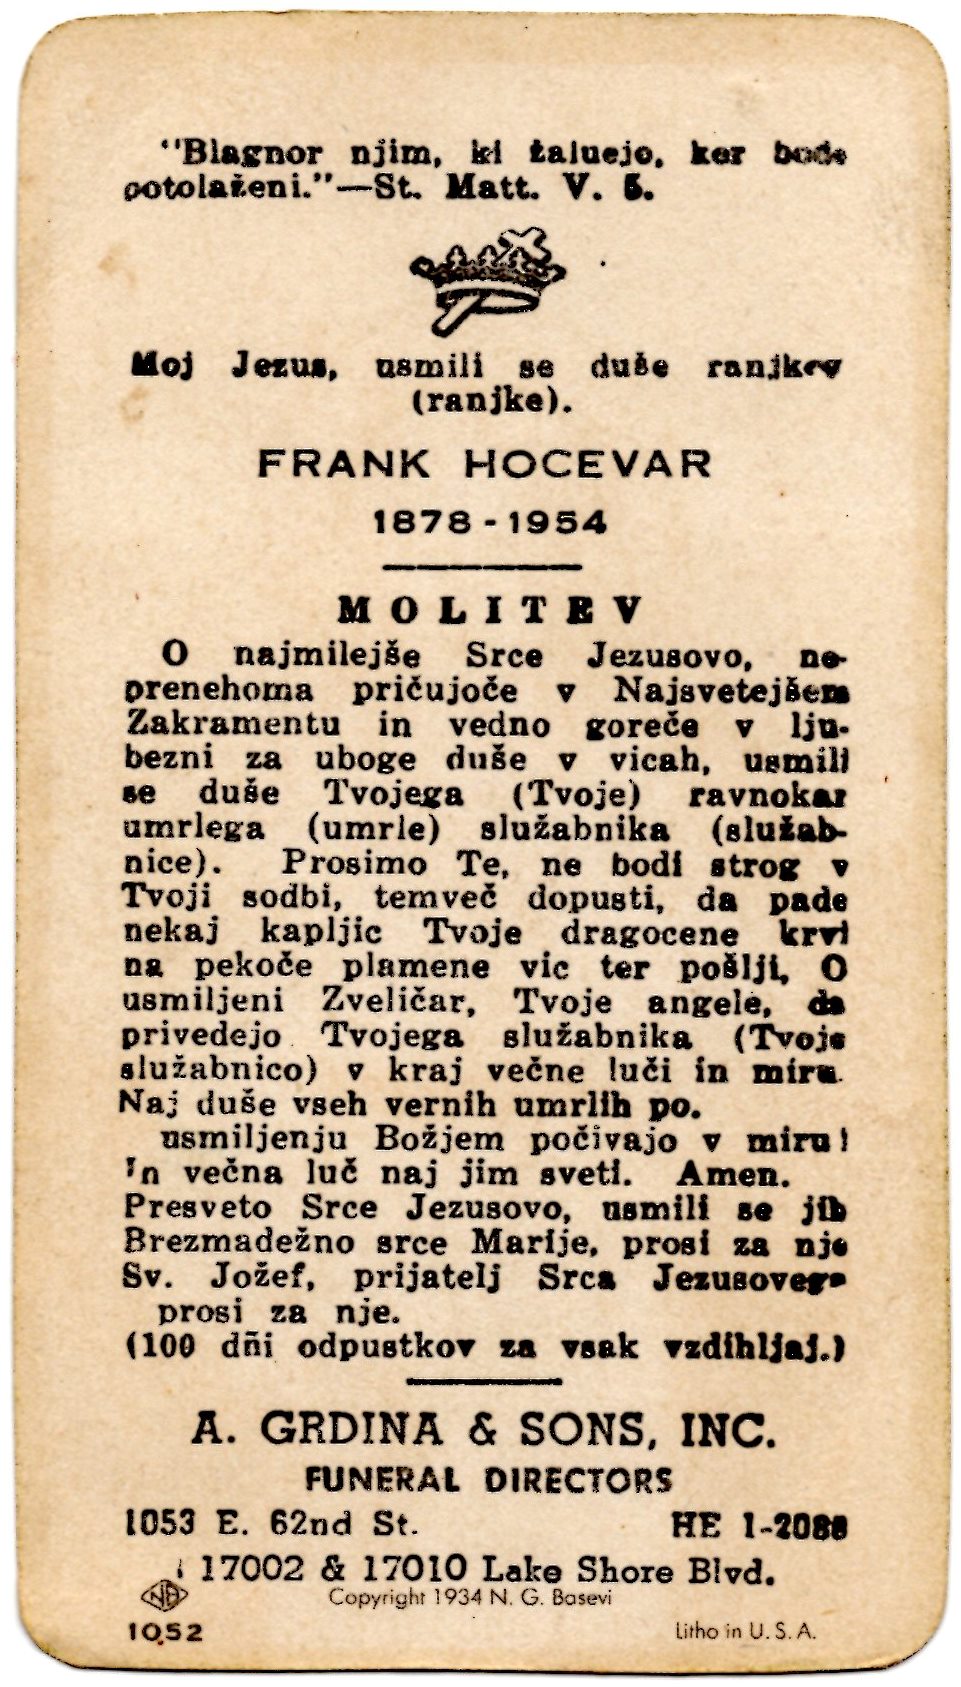 "Blagnor njim, ki žalujejo, ker bodo
potolaženi."—St. Matt. V. 5.
Moj Jezus, usmili se duše ranjkev
(ranjke).
FRANK HOCEVAR
1878 - 1954
MOLITEV
O najmilejše Srce Jezusovo, ne-
prenehoma pričujoče v Najsvetejšem
Zakramentu in vedno goreče v lju-
bezni za uboge duše v vicah, usmili
se duše Tvojega (Tvoje) ravnokar
umrlega (umrle) služabnika (služab-
nice). Prosimo Te, ne bodi strog v
Tvoji sodbi, temveč dopusti, da pade
nekaj kapljic Tvoje dragocene krvi
na pekoče plamene vic ter pošlji, O
usmiljeni Zveličar, Tvoje angele, da
privedejo Tvojega služabnika (Tvoje
služabnico) v kraj večne luči in miru.
Naj duše vseh vernih umrlih po.
usmiljenju Božjem počivajo v miru!
In večna luč naj jim sveti. Amen.
Presveto Srce Jezusovo, usmili se jih
Brezmadežno srce Marije, prosi za nje
Sv. Jožef, prijatelj Srca Jezusovega
prosi za nje.
(100 dñi odpustkov za vsak vzdihljaj.)
A. GRDINA & SONS, INC.
FUNERAL DIRECTORS
1053 E. 62nd St. HE 1-2088
17002 & 17010 Lake Shore Blvd.
Copyright 1934 N. G. Basevi
NB
1052 Litho in U. S. A.